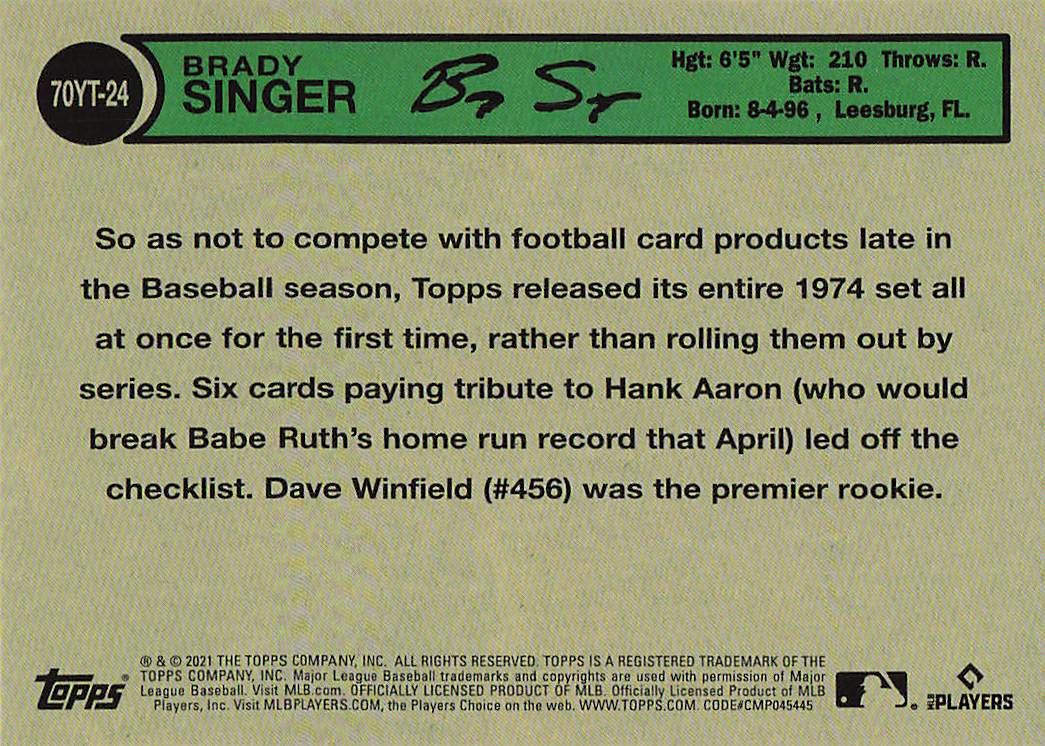 70YT-24
BRADY
SINGER
Hgt: 6'5" Wgt: 210 Throws: R.
Bats: R.
Born: 8-4-96 , Leesburg, FL.
So as not to compete with football card products late in
the Baseball season, Topps released its entire 1974 set all
at once for the first time, rather than rolling them out by
series. Six cards paying tribute to Hank Aaron (who would
break Babe Ruth's home run record that April) led off the
checklist. Dave Winfield (#456) was the premier rookie.
® & © 2021 THE TOPPS COMPANY, INC. ALL RIGHTS RESERVED. TOPPS IS A REGISTERED TRADEMARK OF THE
TOPPS COMPANY, INC. Major League Baseball trademarks and copyrights are used with permission of Major
League Baseball. Visit MLB.com. OFFICIALLY LICENSED PRODUCT OF MLB. Officially Licensed Product of MLB
Players, Inc. Visit MLBPLAYERS.COM, the Players Choice on the web. WWW.TOPPS.COM. CODE#CMP045445
topps®
MLB PLAYERS